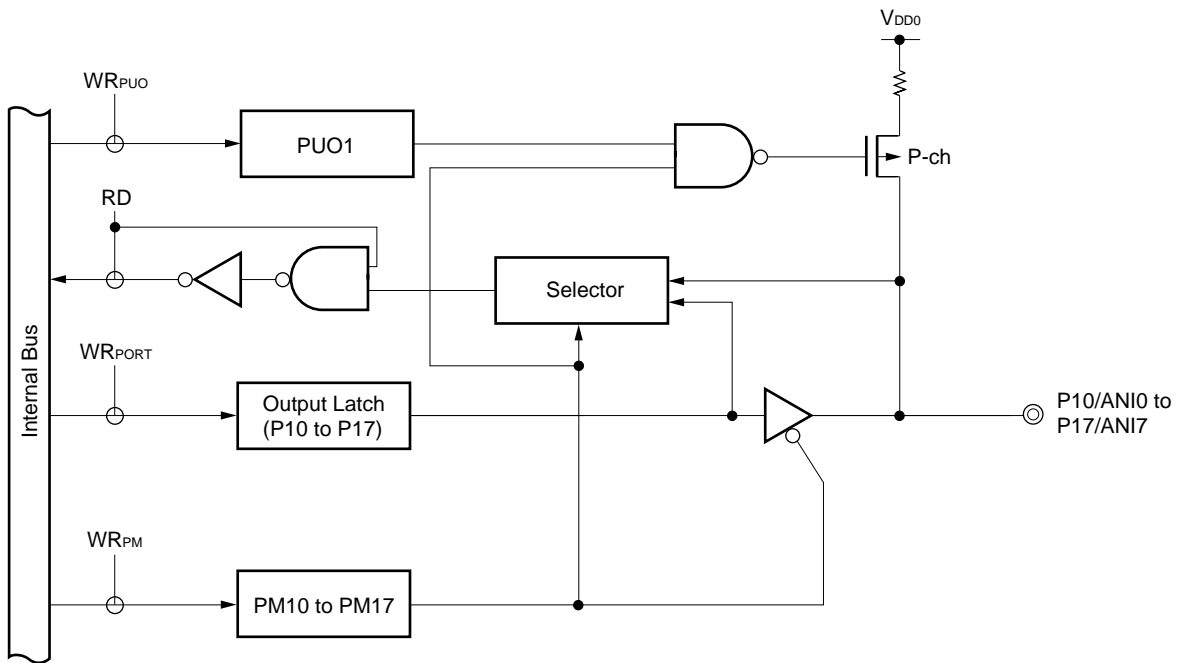 VDD0
WRPUO
PUO1
P-ch
RD
Selector
WRPORT
Internal Bus
Output Latch
(P10 to P17)
P10/ANI0 to
P17/ANI7
WRPM
PM10 to PM17